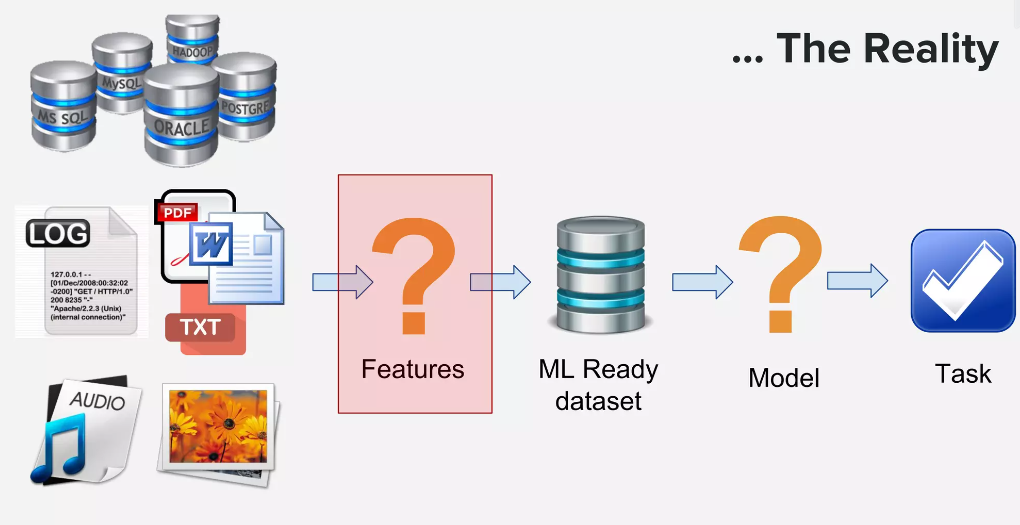 ... The Reality
HADOOP
MySQL
MS SQL
ORACLE
POSTGRE
LOG
127.0.0.1 - -
[01/Dec/2008:00:32:02
-0200] "GET / HTTP/1.0"
200 8235 "-"
"Apache/2.2.3 (Unix)
(internal connection)"
PDF
W
TXT
AUDIO
?
Features
ML Ready
dataset
?
Model
Task